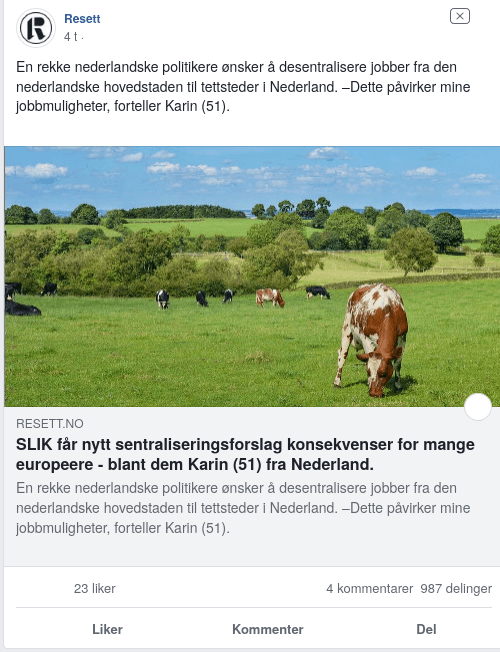 Resett
4 t ·
En rekke nederlandske politikere ønsker å desentralisere jobber fra den
nederlandske hovedstaden til tettsteder i Nederland. –Dette påvirker mine
jobbmuligheter, forteller Karin (51).
RESETT.NO
SLIK får nytt sentraliseringsforslag konsekvenser for mange
europeere - blant dem Karin (51) fra Nederland.
En rekke nederlandske politikere ønsker å desentralisere jobber fra den
nederlandske hovedstaden til tettsteder i Nederland. –Dette påvirker mine
jobbmuligheter, forteller Karin (51).
23 liker 4 kommentarer 987 delinger
Liker Kommenter Del